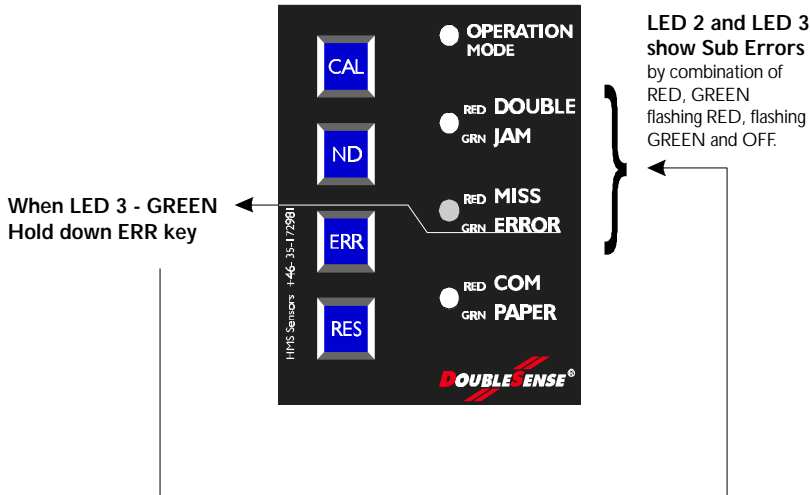 CAL
ND
ERR
RES
HMS Sensors +46- 35-172981
OPERATION
MODE
RED DOUBLE
GRN JAM
RED MISS
GRN ERROR
RED COM
GRN PAPER
DOUBLESENSE®
LED 2 and LED 3
show Sub Errors
by combination of
RED, GREEN
flashing RED, flashing
GREEN and OFF.
When LED 3 - GREEN
Hold down ERR key